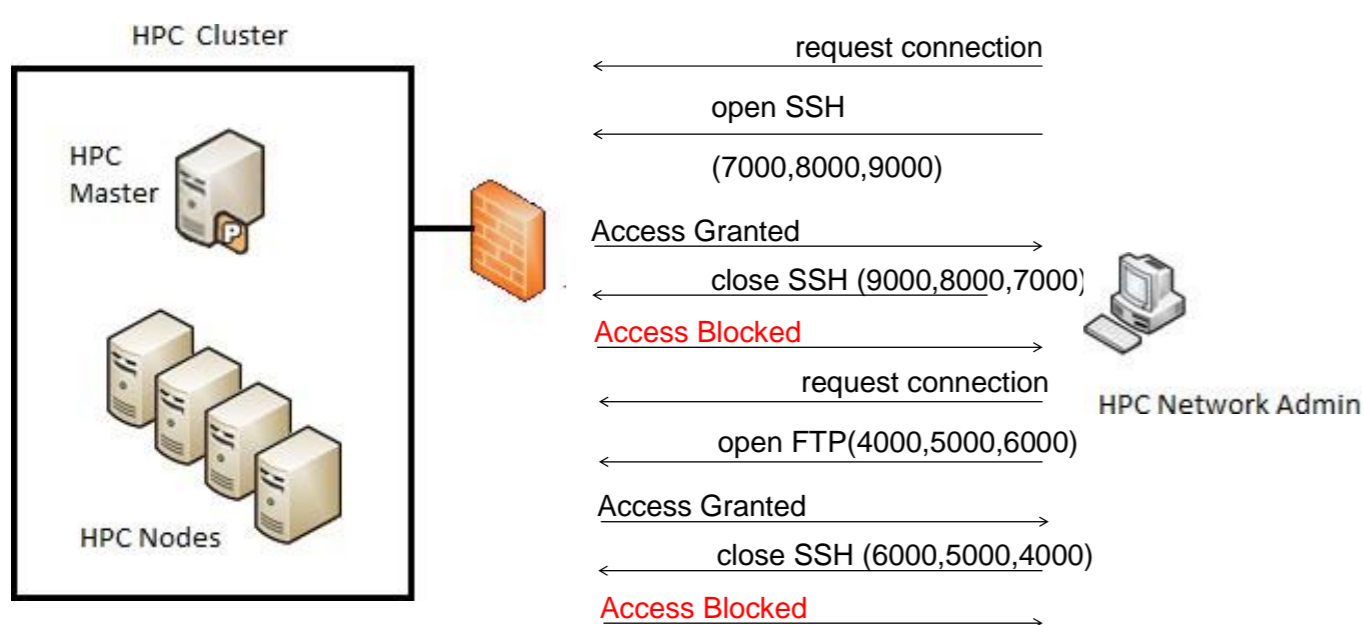 HPC Cluster
HPC
Master
P
HPC Nodes
request connection
open SSH
(7000,8000,9000)
Access Granted
close SSH (9000,8000,7000)
Access Blocked
request connection
open FTP(4000,5000,6000)
Access Granted
close SSH (6000,5000,4000)
Access Blocked
HPC Network Admin